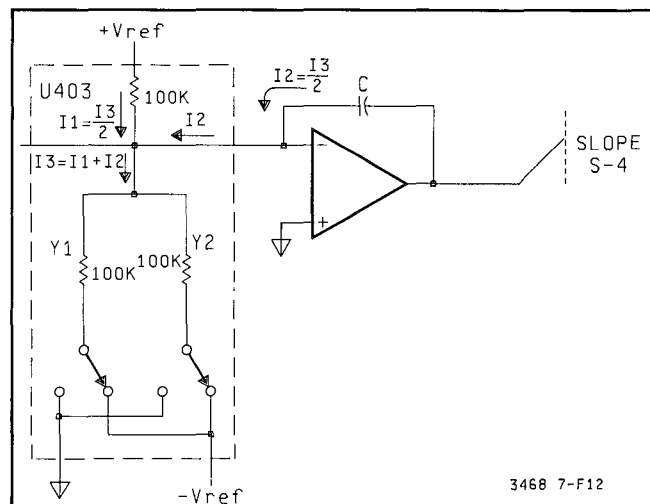 +Vref
U403
100K
I1=I3/2
I2
I2=I3/2
C
I3=I1+I2
−
+
SLOPE
S-4
Y1
Y2
100K
100K
-Vref
3468 7-F12